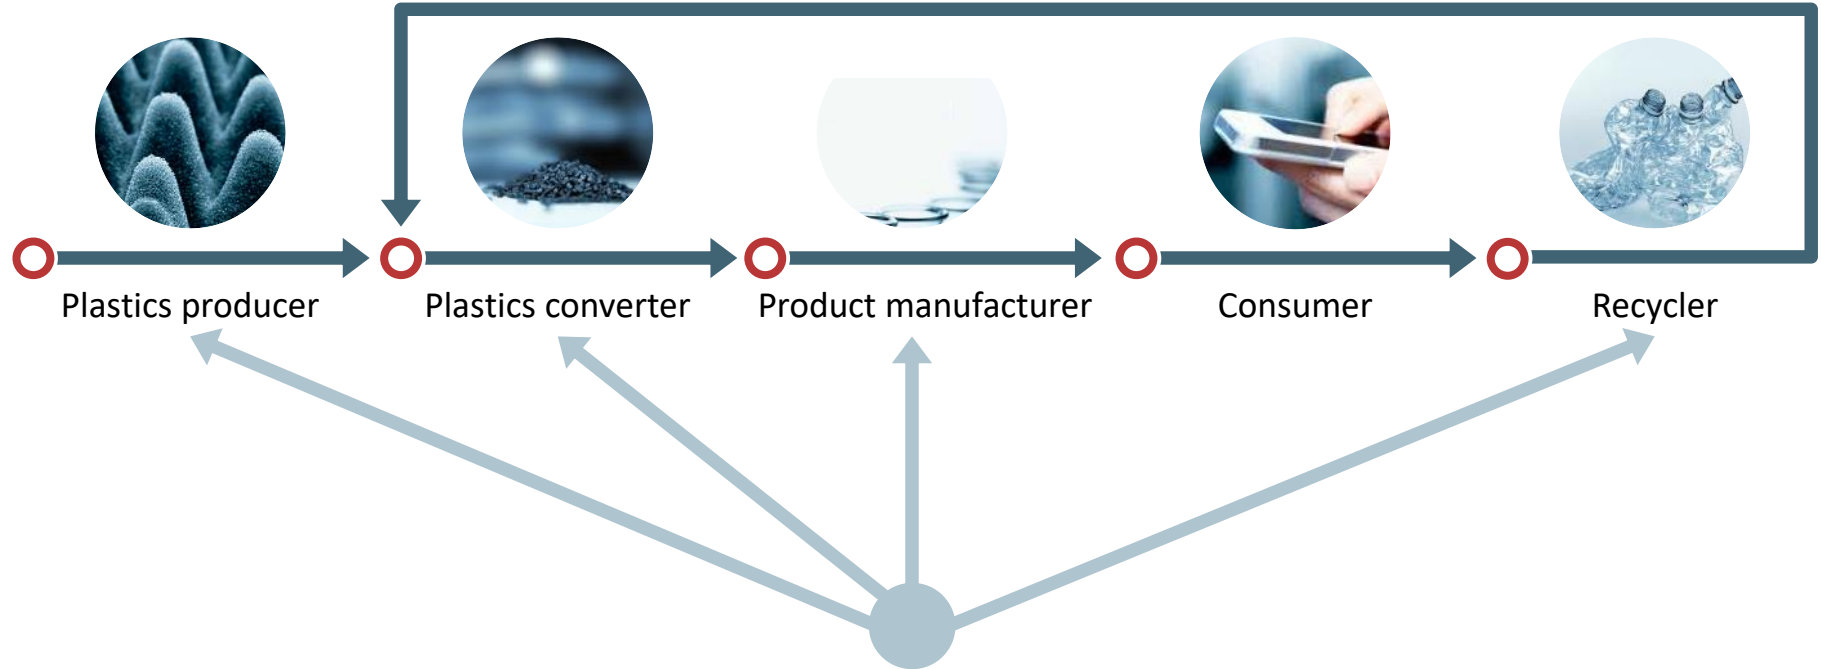 Plastics producer
Plastics converter
Product manufacturer
Consumer
Recycler